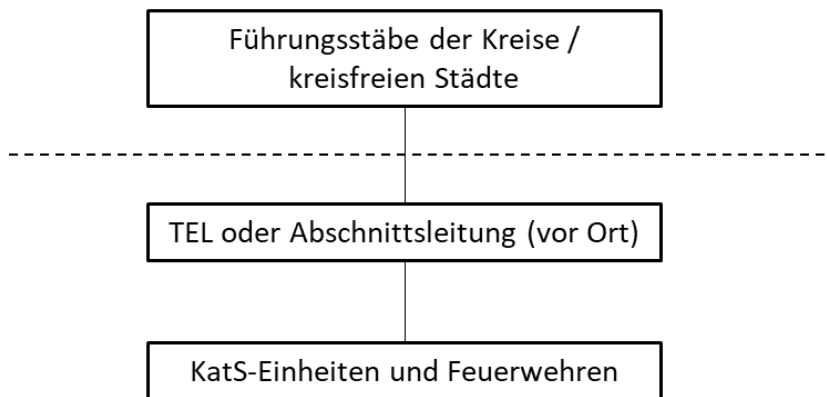 Führungsstäbe der Kreise /
kreisfreien Städte
TEL oder Abschnittsleitung (vor Ort)
KatS-Einheiten und Feuerwehren